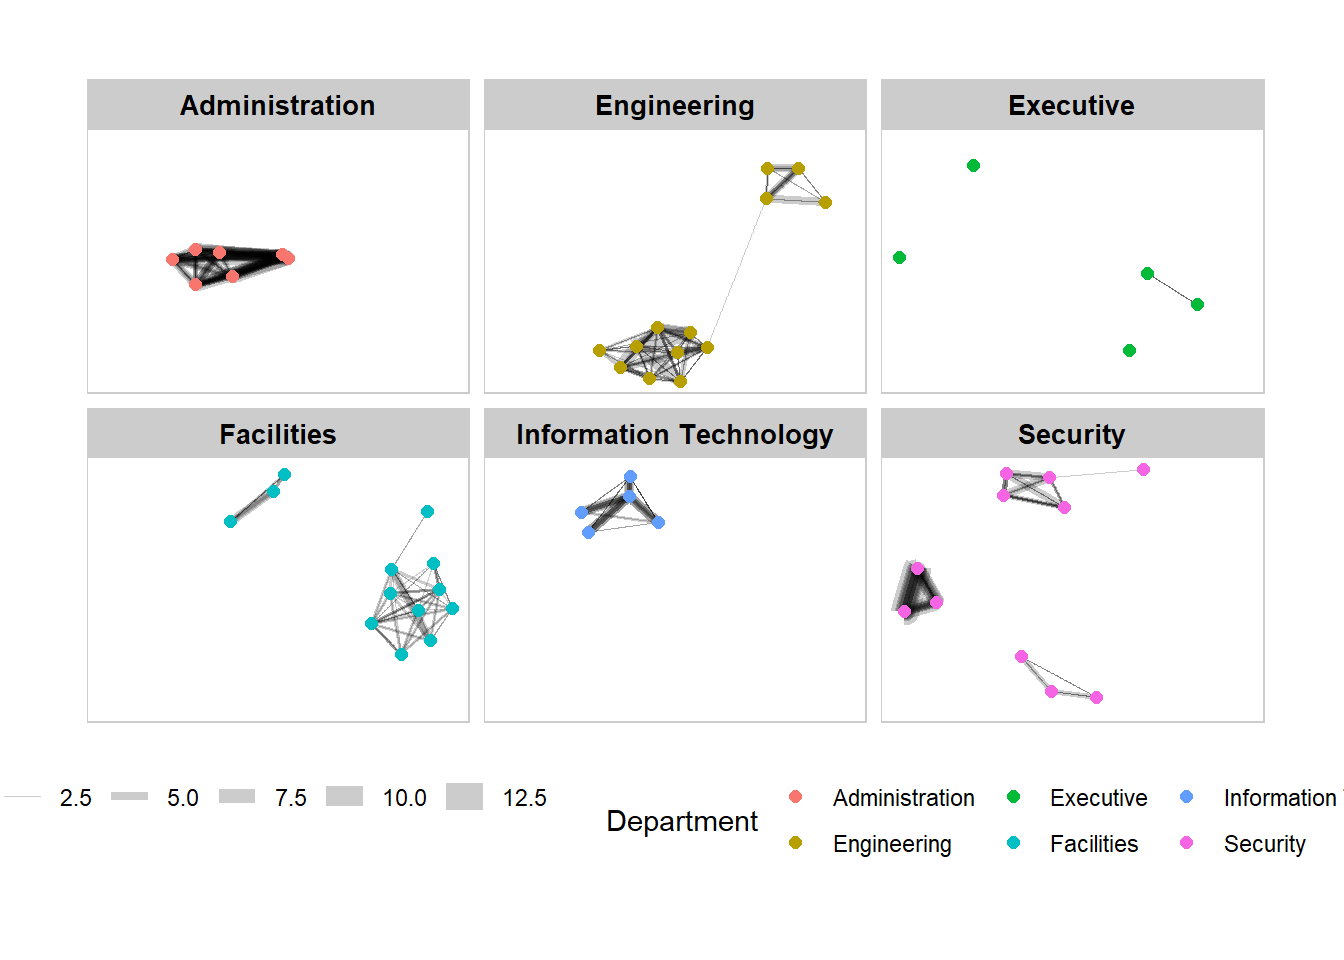 Administration
Engineering
Executive
Facilities
Information Technology
Security
2.5
5.0
7.5
10.0
12.5
Department
Administration
Executive
Information
Engineering
Facilities
Security